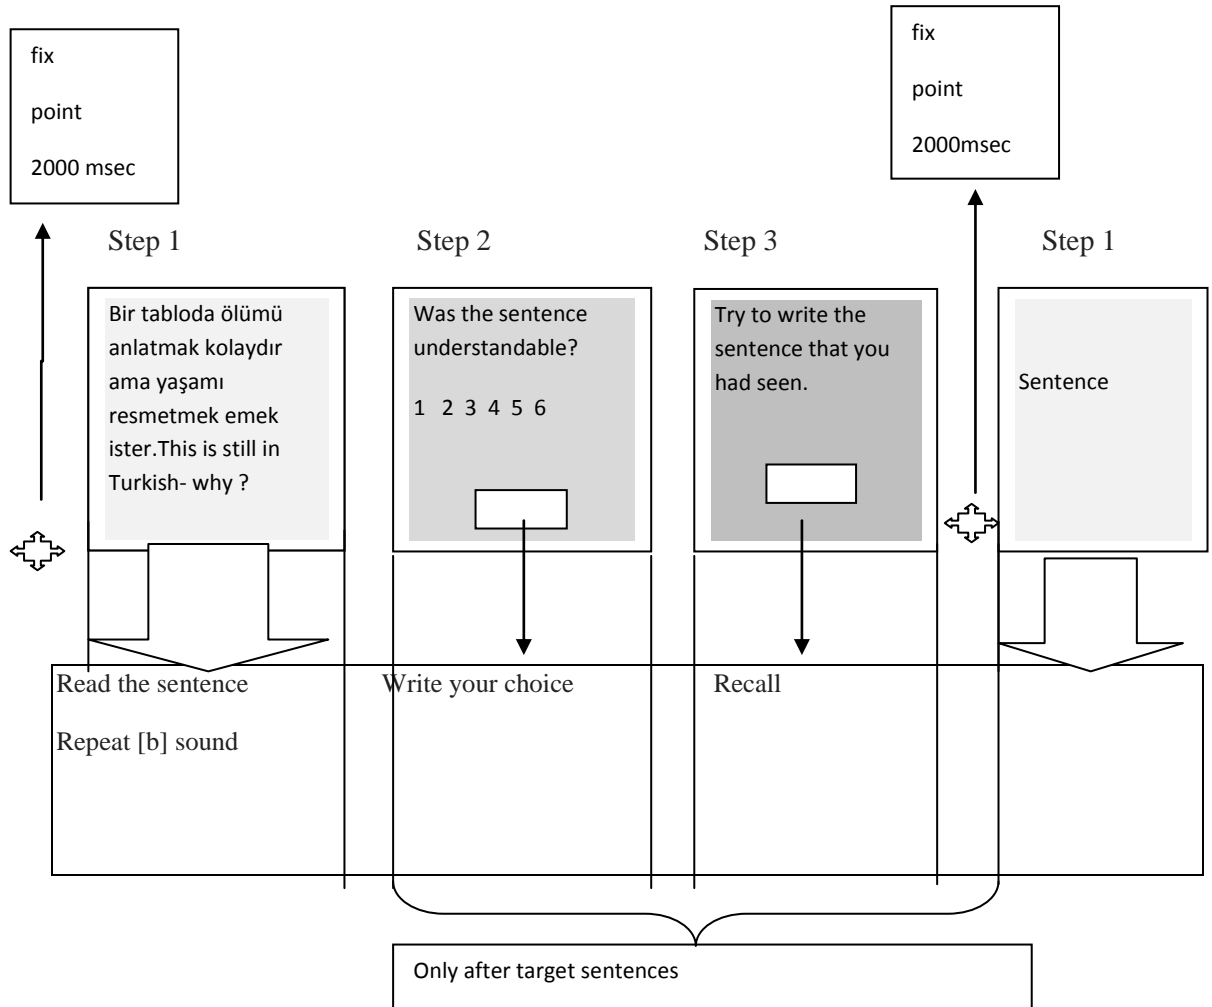 fix
point
2000 msec
fix
point
2000msec
Step 1
Step 2
Step 3
Step 1
Bir tabloda ölümü
anlatmak kolaydır
ama yaşamı
resmetmek emek
ister.This is still in
Turkish- why ?
Was the sentence
understandable?
1 2 3 4 5 6
Try to write the
sentence that you
had seen.
Sentence
Read the sentence
Repeat [b] sound
Write your choice
Recall
Only after target sentences